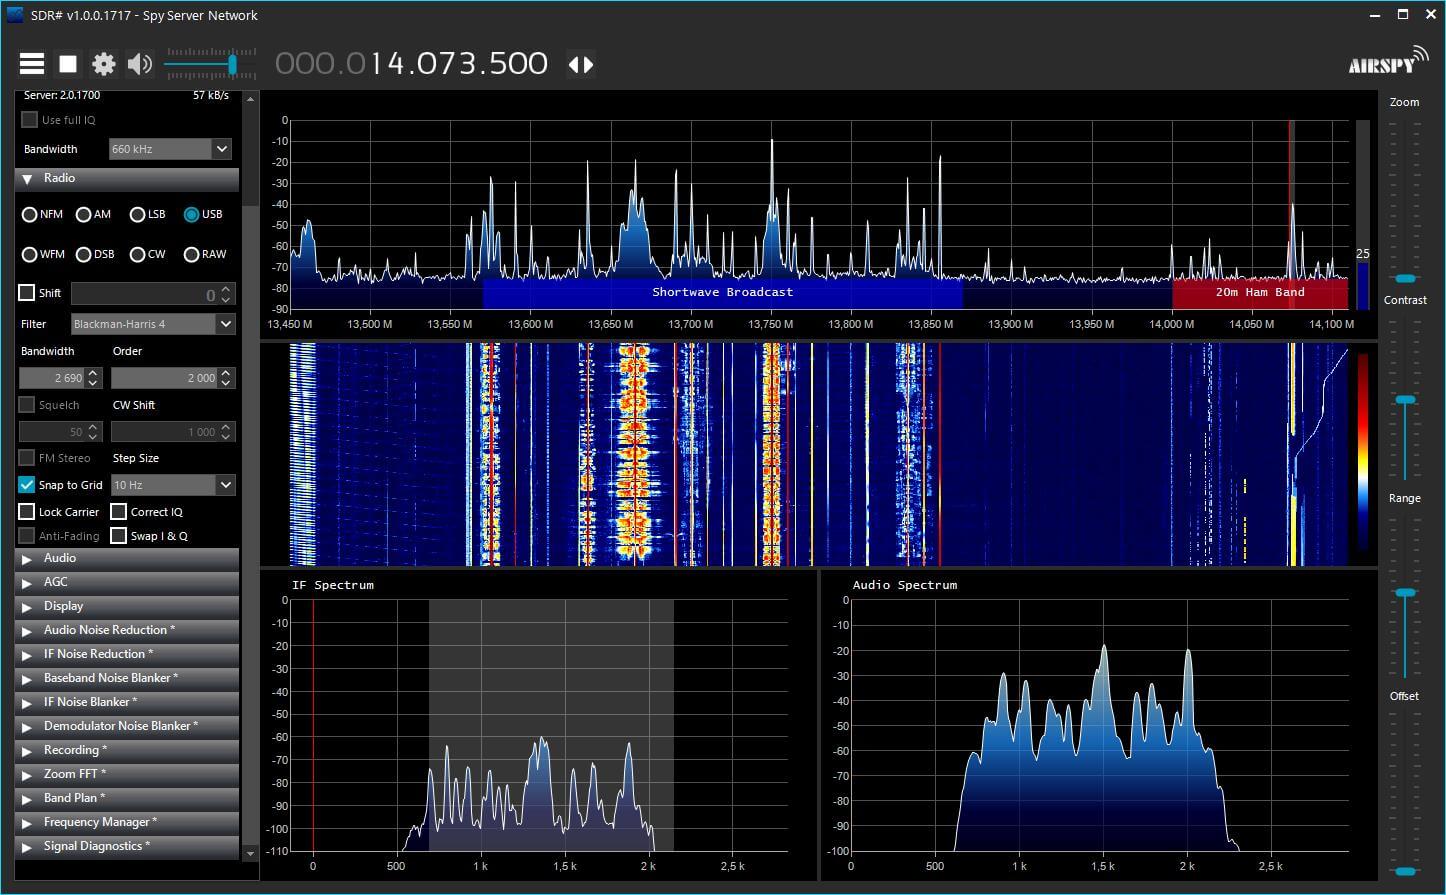 SDR# v1.0.0.1717 - Spy Server Network
000.014.073.500
AIRSPY
Server: 2.0.1700 57 kB/s
Use full IQ
Bandwidth 660 kHz
Radio
NFM AM LSB USB
WFM DSB CW RAW
Shift 0
Filter Blackman-Harris 4
Bandwidth Order
2 690 2 000
Squelch CW Shift
50 1 000
FM Stereo Step Size
Snap to Grid 10 Hz
Lock Carrier Correct IQ
Anti-Fading Swap I & Q
Audio
AGC
Display
Audio Noise Reduction *
IF Noise Reduction *
Baseband Noise Blanker *
IF Noise Blanker *
Demodulator Noise Blanker *
Recording *
Zoom FFT *
Band Plan *
Frequency Manager *
Signal Diagnostics *
0
-10
-20
-30
-40
-50
-60
-70
-80
-90
25
Shortwave Broadcast 20m Ham Band
13,450 M 13,500 M 13,550 M 13,600 M 13,650 M 13,700 M 13,750 M 13,800 M 13,850 M 13,900 M 13,950 M 14,000 M 14,050 M 14,100 M
IF Spectrum
0
-10
-20
-30
-40
-50
-60
-70
-80
-90
-100
-110
0 500 1 k 1,5 k 2 k 2,5 k
Audio Spectrum
0
-10
-20
-30
-40
-50
-60
-70
-80
-90
-100
0 500 1 k 1,5 k 2 k 2,5 k
Zoom
Contrast
Range
Offset